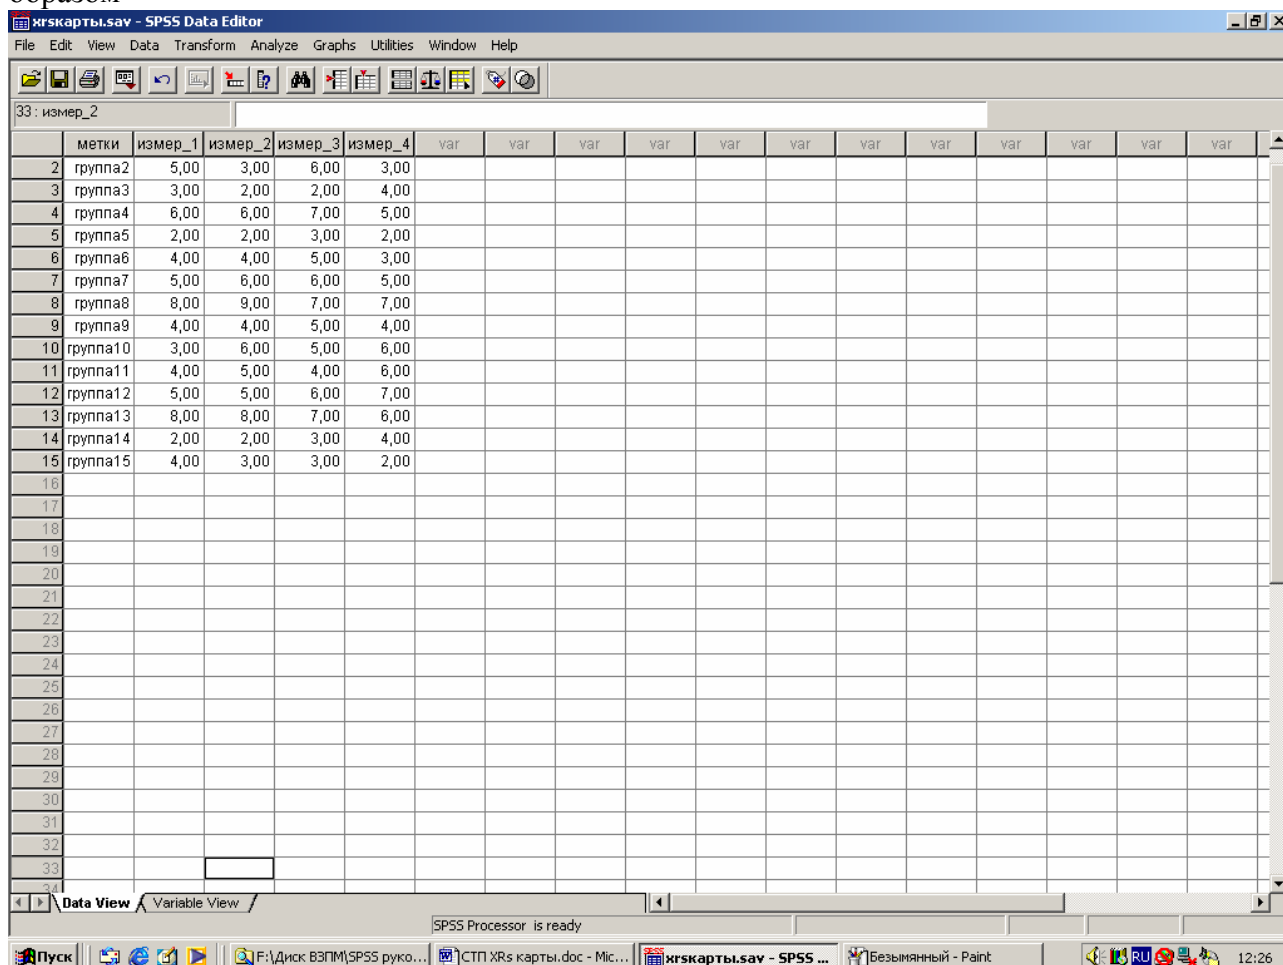 образом
xrsкарты.sav - SPSS Data Editor
File Edit View Data Transform Analyze Graphs Utilities Window Help
33 : измер_2
метки измер_1 измер_2 измер_3 измер_4 var var var var var var var var var var var var
2 группа2 5,00 3,00 6,00 3,00
3 группа3 3,00 2,00 2,00 4,00
4 группа4 6,00 6,00 7,00 5,00
5 группа5 2,00 2,00 3,00 2,00
6 группа6 4,00 4,00 5,00 3,00
7 группа7 5,00 6,00 6,00 5,00
8 группа8 8,00 9,00 7,00 7,00
9 группа9 4,00 4,00 5,00 4,00
10 группа10 3,00 6,00 5,00 6,00
11 группа11 4,00 5,00 4,00 6,00
12 группа12 5,00 5,00 6,00 7,00
13 группа13 8,00 8,00 7,00 6,00
14 группа14 2,00 2,00 3,00 4,00
15 группа15 4,00 3,00 3,00 2,00
16
17
18
19
20
21
22
23
24
25
26
27
28
29
30
31
32
33
34
Data View Variable View
SPSS Processor is ready
Пуск F:\Диск ВЗПМ\SPSS руко... СТП XRs карты.doc - Mic... xrsкарты.sav - SPSS ... Безымянный - Paint RU 12:26